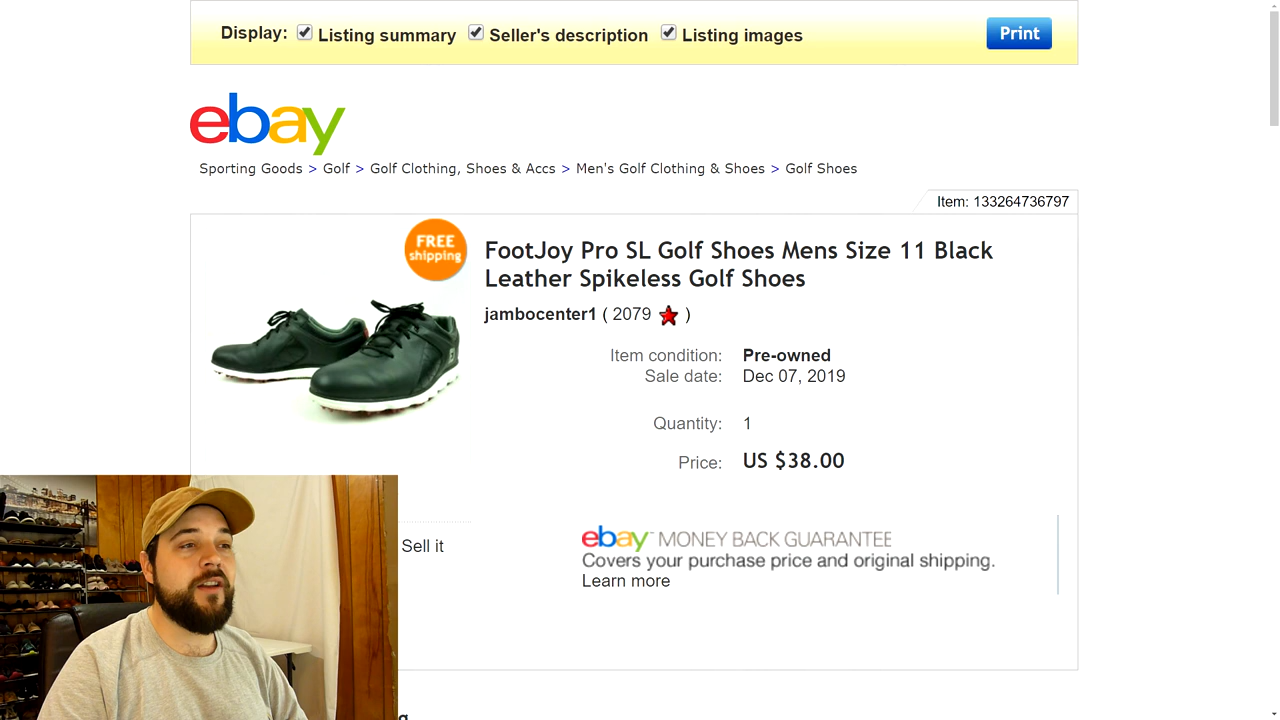 Display: Listing summary Seller's description Listing images Print
ebay
Sporting Goods > Golf > Golf Clothing, Shoes & Accs > Men's Golf Clothing & Shoes > Golf Shoes
Item: 133264736797
FREE
shipping
FootJoy Pro SL Golf Shoes Mens Size 11 Black
Leather Spikeless Golf Shoes
jambocenter1 ( 2079 )
Item condition: Pre-owned
Sale date: Dec 07, 2019
Quantity: 1
Price: US $38.00
Sell it
ebay™ MONEY BACK GUARANTEE
Covers your purchase price and original shipping.
Learn more